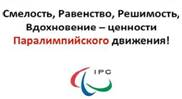 Смелость, Равенство, Решимость,
Вдохновение – ценности
Паралимпийского движения!
IPC